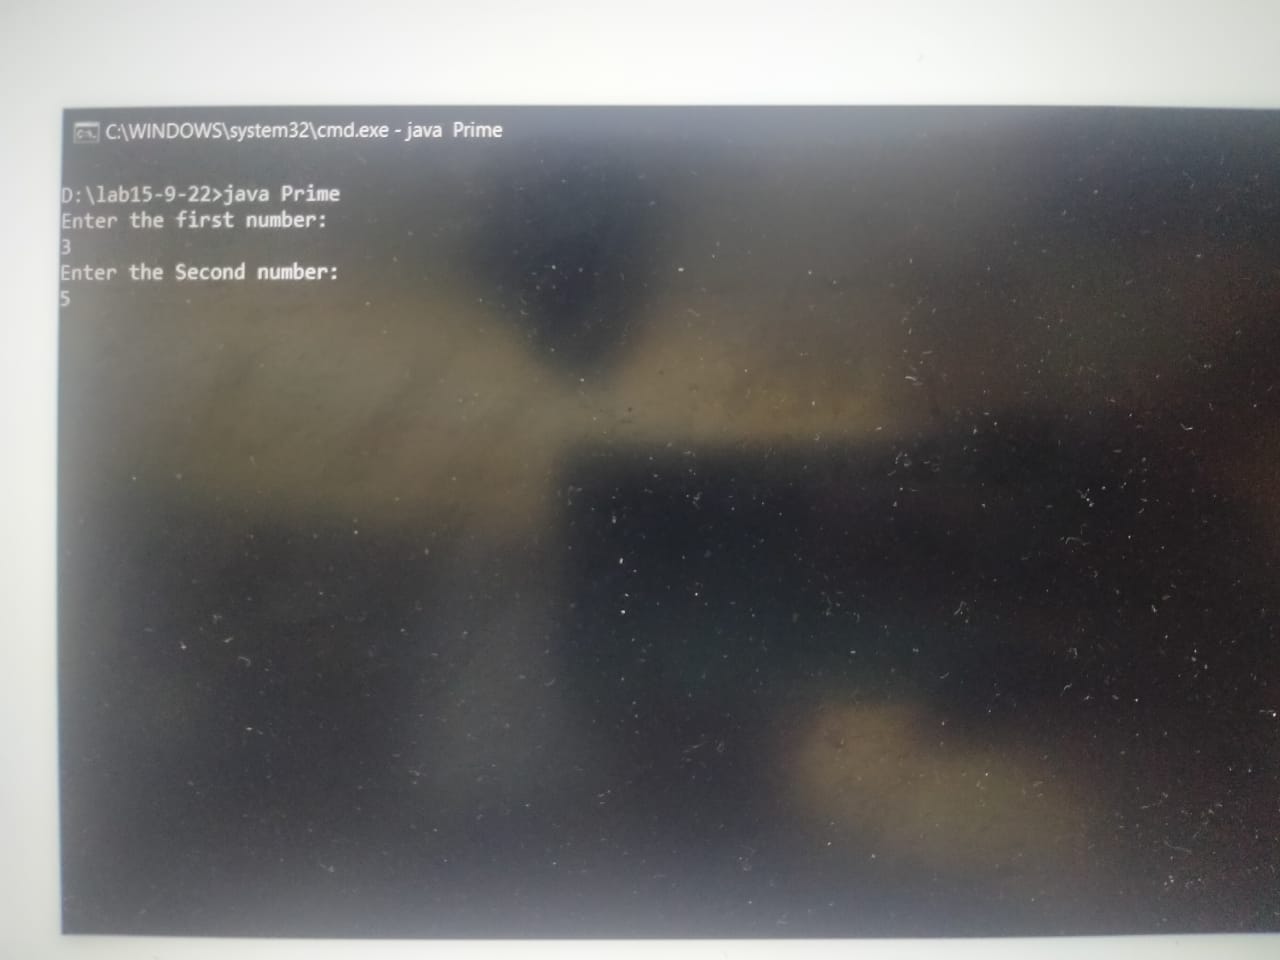 C:\WINDOWS\system32\cmd.exe - java  Prime
D:\lab15-9-22>java Prime
Enter the first number:
3
Enter the Second number:
5